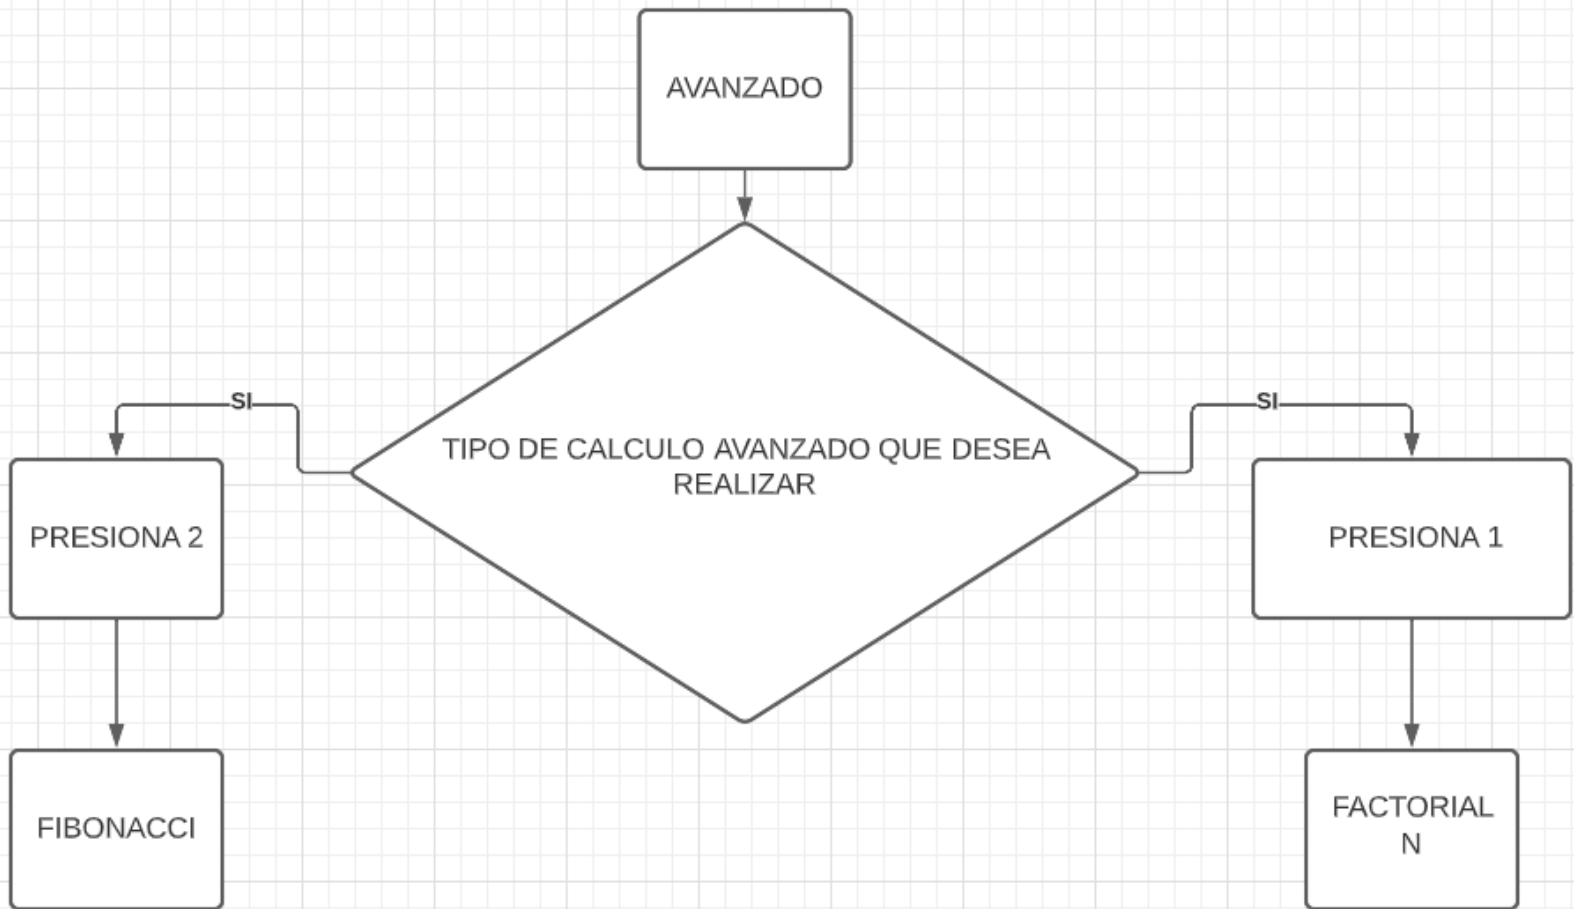 AVANZADO
SI
SI
TIPO DE CALCULO AVANZADO QUE DESEA
REALIZAR
PRESIONA 2
PRESIONA 1
FIBONACCI
FACTORIAL
N